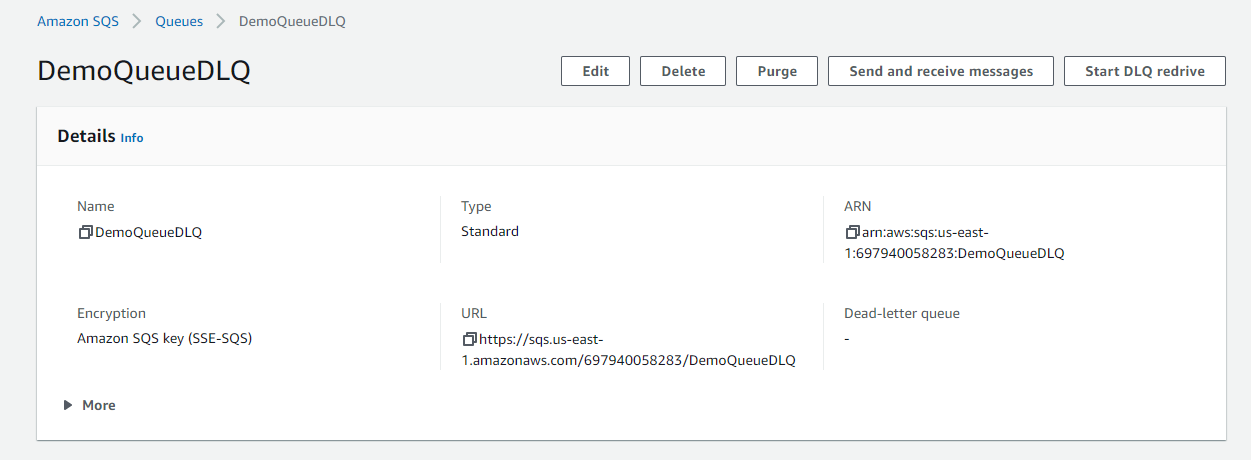 Amazon SQS > Queues > DemoQueueDLQ
DemoQueueDLQ
Edit
Delete
Purge
Send and receive messages
Start DLQ redrive
Details Info
Name
DemoQueueDLQ
Type
Standard
ARN
arn:aws:sqs:us-east-
1:697940058283:DemoQueueDLQ
Encryption
Amazon SQS key (SSE-SQS)
URL
https://sqs.us-east-
1.amazonaws.com/697940058283/DemoQueueDLQ
Dead-letter queue
-
More